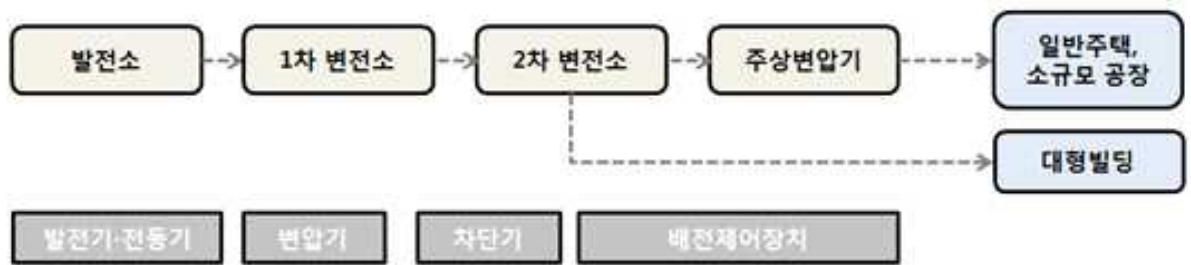 발전소
1차 변전소
2차 변전소
주상변압기
일반주택,
소규모 공장
대형빌딩
발전기·전동기
변압기
차단기
배전제어장치